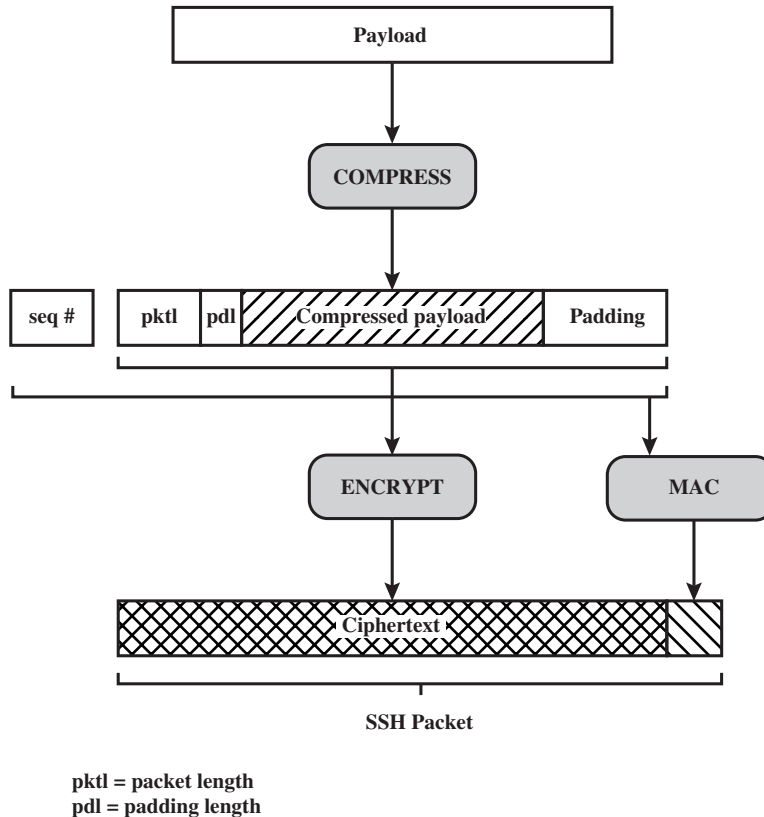 Payload
COMPRESS
seq # pktl pdl Compressed payload Padding
ENCRYPT MAC
Ciphertext
SSH Packet
pktl = packet length
pdl = padding length